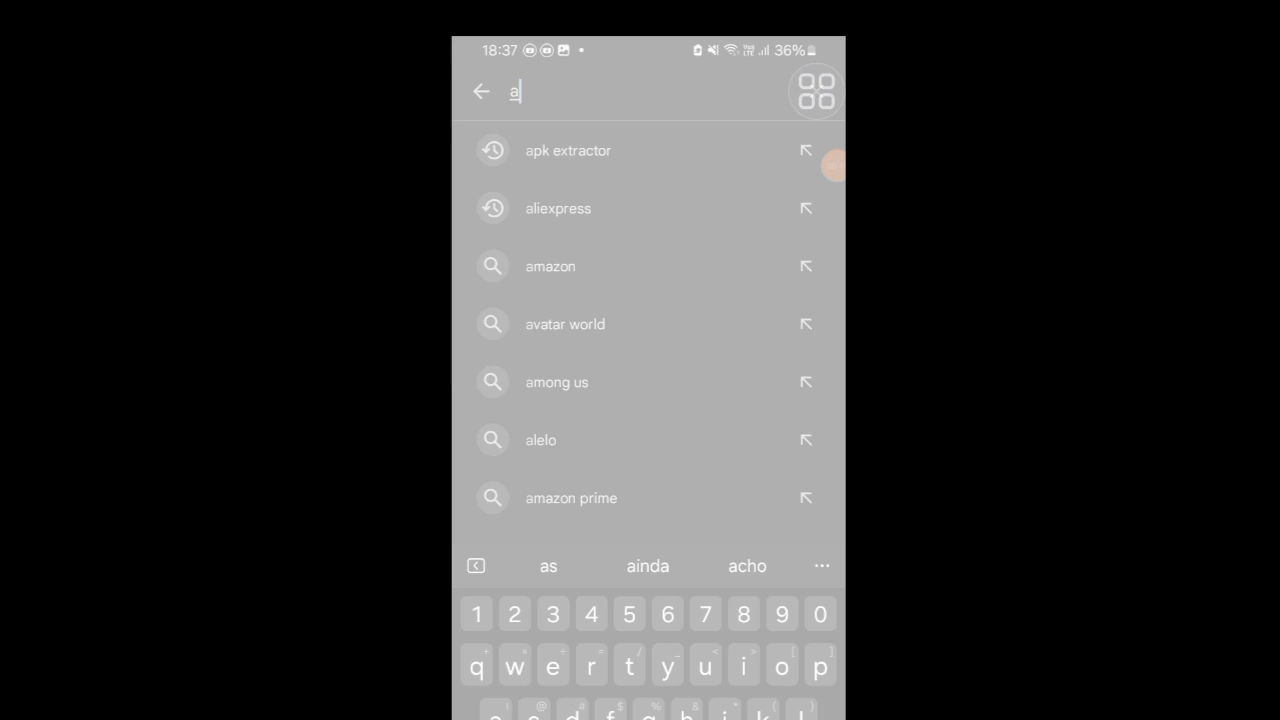 18:37 36%
a
apk extractor
aliexpress
amazon
avatar world
among us
alelo
amazon prime
as ainda acho
1 2 3 4 5 6 7 8 9 0
q w e r t y u i o p
a s d f g h j k l